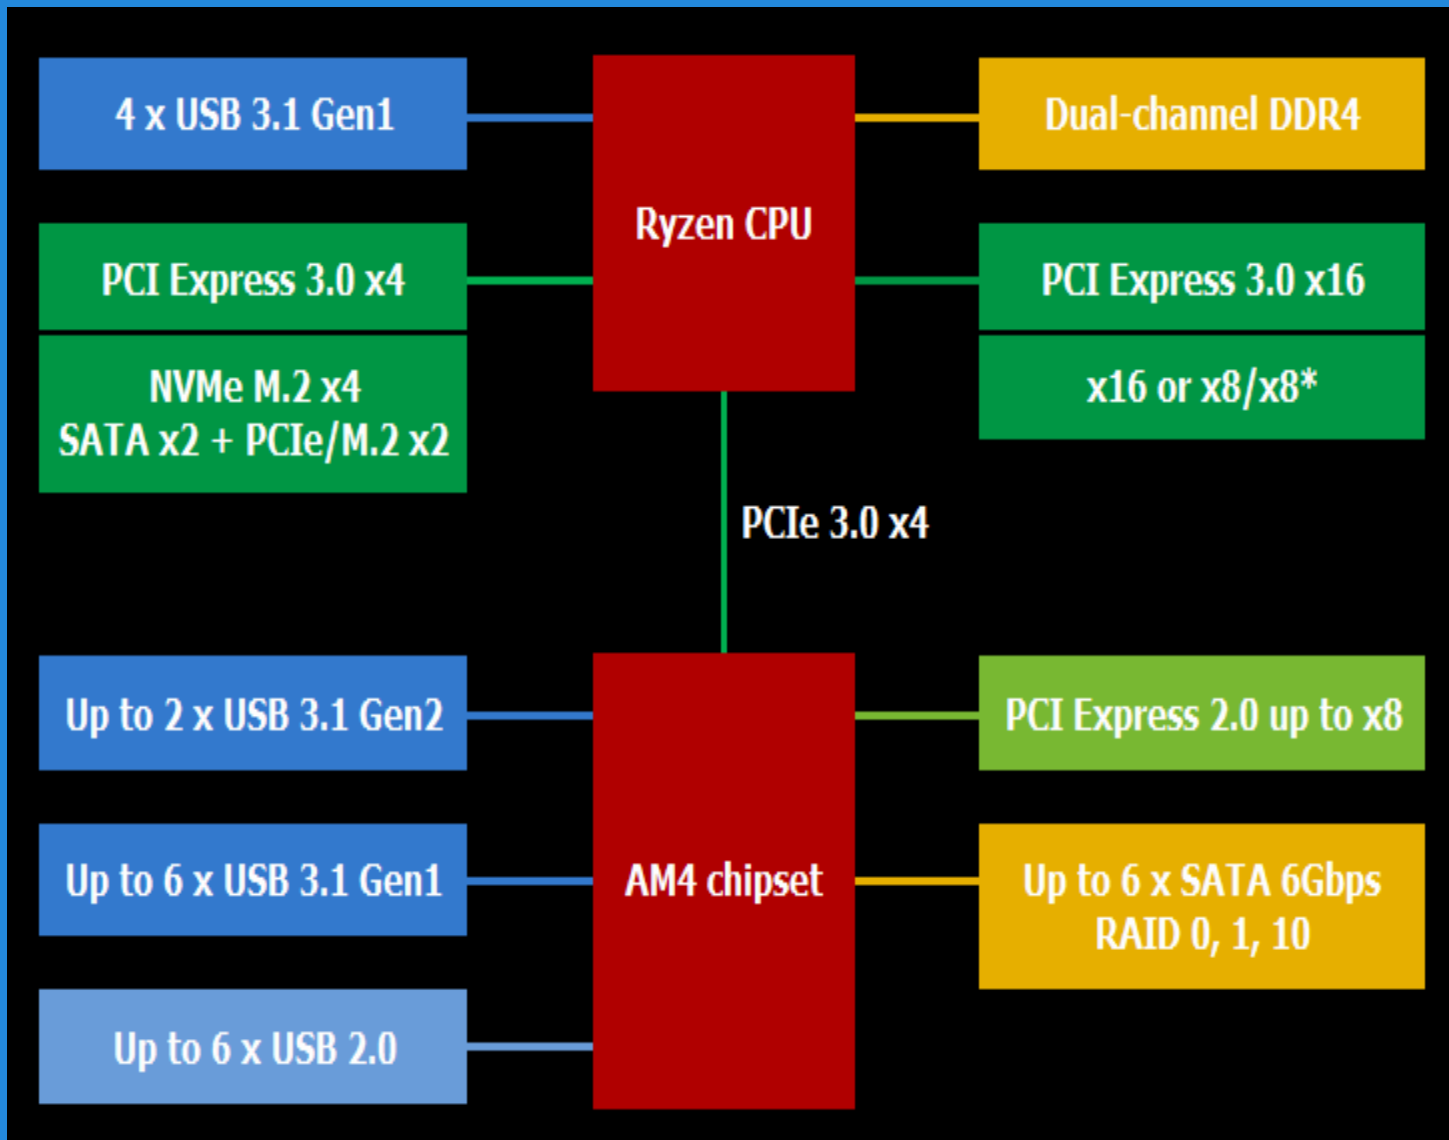 4 x USB 3.1 Gen1
Ryzen CPU
Dual-channel DDR4
PCI Express 3.0 x4
NVMe M.2 x4
SATA x2 + PCIe/M.2 x2
PCI Express 3.0 x16
x16 or x8/x8*
PCIe 3.0 x4
Up to 2 x USB 3.1 Gen2
Up to 6 x USB 3.1 Gen1
Up to 6 x USB 2.0
AM4 chipset
PCI Express 2.0 up to x8
Up to 6 x SATA 6Gbps
RAID 0, 1, 10